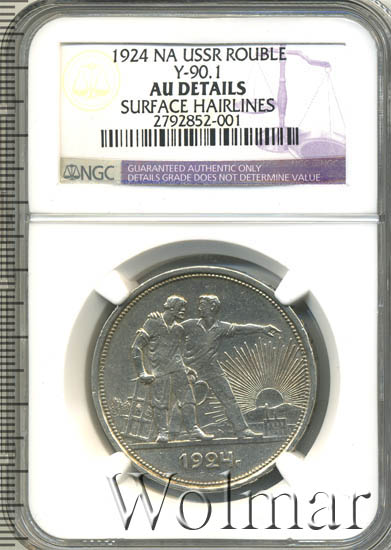 1924 NA USSR ROUBLE
Y-90.1
AU DETAILS
SURFACE HAIRLINES
2792852-001
NGC
GUARANTEED AUTHENTIC ONLY
DETAILS GRADE DOES NOT DETERMINE VALUE
1924г.
Wolmar